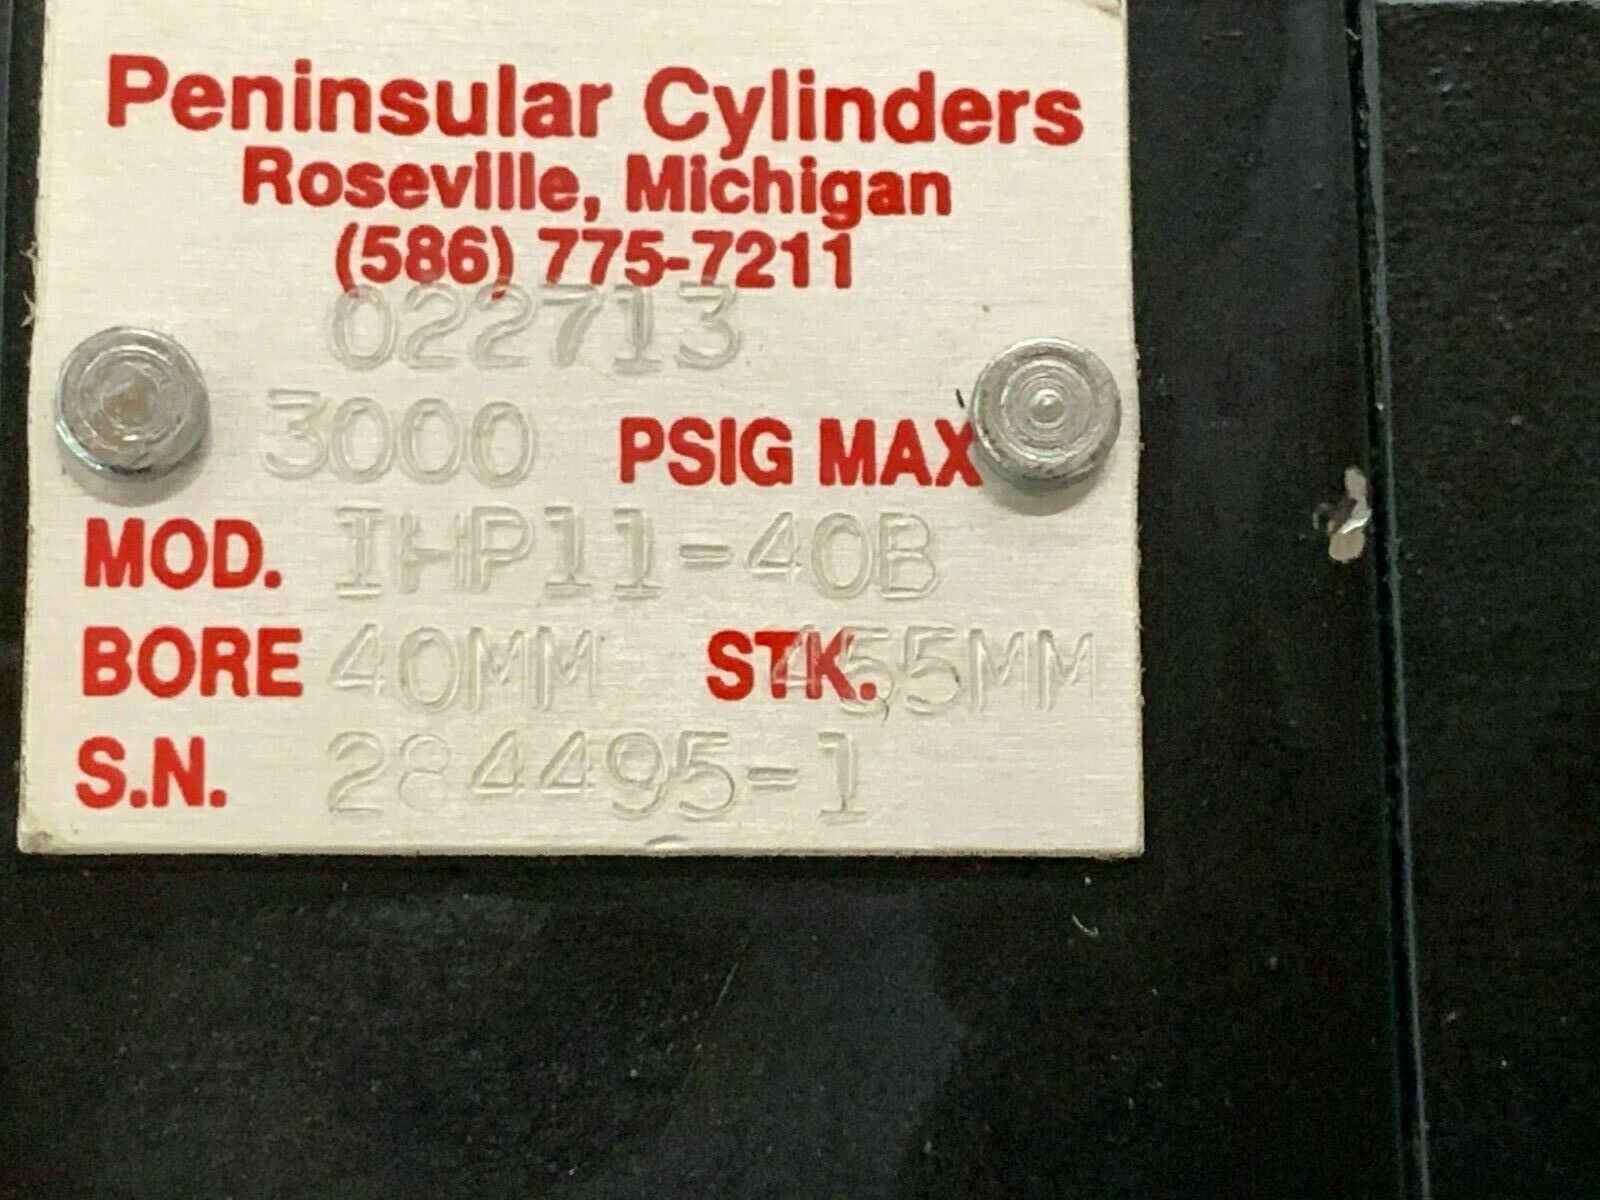 Peninsular Cylinders
Roseville, Michigan
(586) 775-7211
022713
3000 PSIG MAX
MOD. IHP11-40B
BORE 40MM STK. 455MM
S.N. 284495-1